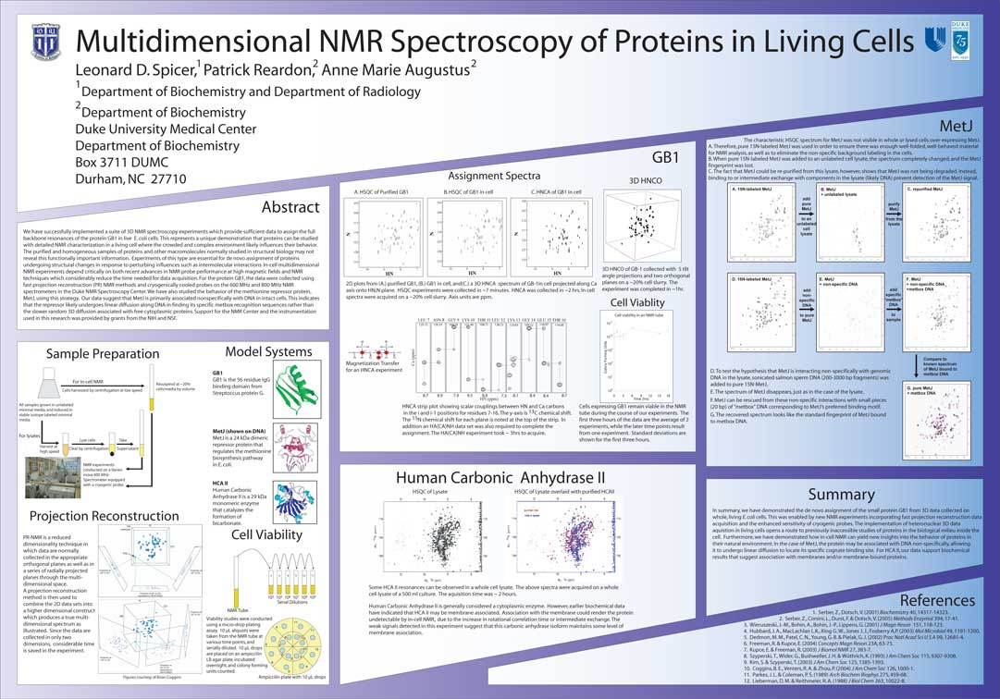 Multidimensional NMR Spectroscopy of Proteins in Living Cells
DUKE
75
Leonard D. Spicer,1 Patrick Reardon,2 Anne Marie Augustus2
1Department of Biochemistry and Department of Radiology
2Department of Biochemistry
Duke University Medical Center
Department of Biochemistry
Box 3711 DUMC
Durham, NC 27710
Abstract
We have successfully implemented a suite of 3D NMR spectroscopy experiments which provide sufficient data to assign the full
backbone resonances of the protein GB1 in live E. coli cells. This represents a unique demonstration that proteins can be studied
with detailed NMR characterization in a living cell where the crowded and complex environment likely influences their behavior.
The purified and homogenous samples of proteins and other macromolecules normally studied in structural biology may not
reveal this functionally important information. Experiments of this type are essential for de novo assignment of proteins
undergoing structural changes in response to perturbing influences such as intermolecular interactions. In-cell multidimensional
NMR experiments depend critically on both recent advances in NMR probe performance at high magnetic fields and NMR
techniques which considerably reduce the time needed for data acquisition. For the protein GB1, the data were collected using
fast projection reconstruction (PR) NMR methods and cryogenically cooled probes on the 600 MHz and 800 MHz NMR
spectrometers in the Duke NMR Spectroscopy Center. We have also studied the behavior of the methionine repressor protein,
MetJ, using this strategy. Our data suggest that MetJ is primarily associated nonspecifically with DNA in intact cells. This indicates
that the repressor likely undergoes linear diffusion along DNA in finding its specific metbox recognition sequences rather than
the slower random 3D diffusion associated with free cytoplasmic proteins. Support for the NMR Center and the instrumentation
used in this research was provided by grants from the NIH and NSF.
Sample Preparation
For In-cell NMR
Cells harvested by centrifugation at low speed
Resuspend at ~20%
cells/media by volume
All samples grown in unlabeled
minimal media, and induced in
stable isotope labeled minimal
media
For lysates
Harvest at
high speed
Lyse cells
Clear by centrifugation
Take
Supernatant
NMR experiments
conducted on a Varian
Inova 600 MHz
Spectrometer equipped
with a cryogenic probe.
Model Systems
GB1
GB1 is the 56 residue IgG
binding domain from
Streptococcus protein G.
MetJ (shown on DNA)
MetJ is a 24 kDa dimeric
repressor protein that
regulates the methionine
biosynthesis pathway
in E. coli.
HCA II
Human Carbonic
Anhydrase II is a 29 kDa
monomeric enzyme
that catalyzes the
formation of
bicarbonate.
Projection Reconstruction
PR-NMR is a reduced
dimensionality technique in
which data are normally
collected in the appropriate
orthogonal planes as well as in
a series of radially projected
planes through the multi-
dimensional space.
A projection reconstruction
method is then used to
combine the 2D data sets into
a higher dimensional construct
which produces a true multi-
dimensional spectrum as
illustrated. Since the data are
collected in only two
dimensions, considerable time
is saved in the experiment.
Figures courtesy of Brian Coggins
Cell Viability
NMR Tube
Serial Dilutions
Viability studies were conducted
using a micro-drop plating
assay. 10 μL aliquots were
taken from the NMR tube at
various time points, and
serially diluted. 10 μL drops
are placed on an ampicillin
LB agar plate, incubated
overnight, and colony forming
units counted.
Ampicillin plate with 10 μL drops
GB1
Assignment Spectra
A. HSQC of Purified GB1
B. HSQC of GB1 in cell
C. HNCA of GB1 in cell
N
N
HN
HN
HN
2D plots from (A.) purified GB1, (B.) GB1 in cell, and(C.) a 3D HNCA spectrum of GB-1in cell projected along Ca
axis onto HN,N plane. HSQC experiments were collected in ~7 minutes. HNCA was collected in ~2 hrs. In cell
spectra were acquired on a ~20% cell slurry. Axis units are ppm.
3D HNCO
3D HNCO of GB-1 collected with 5 tilt
angle projections and two orthogonal
planes on a ~20% cell slurry. The
experiment was completed in ~1hs.
Magnetization Transfer
for an HNCA experiment
LEU 7 ASN 8 GLY 9 LYS 10 THR 11 LEU 12 LYS 13 GLY 14 GLU 15 THR 16
HN (ppm)
HNCA strip plot showing scalar couplings between HN and Ca carbons
in the i and i-1 positions for residues 7-16. The y-axis is 13C chemical shift.
The 15N chemical shift for each plane is noted at the top of the strip. In
addition an HA(CA)NH data set was also required to complete the
assignment. The HA(CA)NH experiment took ~ 3hrs to acquire.
Cell Viablity
Cell viability in an NMR tube
Colony Forming Units
Time (hrs)
Cells expressing GB1 remain viable in the NMR
tube during the course of our experiments. The
first three hours of the data are the average of 2
experiments, while the later time points result
from one experiment. Standard deviations are
shown for the first three hours.
Human Carbonic Anhydrase II
HSQC of Lysate
HSQC of Lysate overlaid with purified HCAII
Some HCA II resonances can be observed in a whole cell lysate. The above spectra were acquired on a whole
cell lysate of a 500 ml culture. The aquisition time was ~ 2 hours.
Human Carbonic Anhydrase II is generally considered a cytoplasmic enzyme. However, earlier biochemical data
have indicated that HCA II may be membrane associated. Association with the membrane could render the protein
undetectable by in-cell NMR, due to the increase in rotational correlation time or intermediate exchange. The
weak signals detected in this experiment suggest that this carbonic anhydrase isoform maintains some level of
membrane association.
MetJ
The characteristic HSQC spectrum for MetJ was not visible in whole or lysed cells over-expressing MetJ.
A. Therefore, pure 15N-labeled MetJ was used in order to ensure there was enough well-folded, well-behaved material
for NMR analysis, as well as to eliminate the non-specific background labeling in the cells.
B. When pure 15N-labeled MetJ was added to an unlabeled cell lysate, the spectrum completely changed, and the MetJ
fingerprint was lost.
C. The fact that MetJ could be re-purified from this lysate, however, shows that MetJ was not being degraded. Instead,
binding to or intermediate exchange with components in the lysate (likely DNA) prevent detection of the MetJ signal.
A. 15N-labeled MetJ
add
pure
MetJ
to an
unlabeled
cell
lysate
B. MetJ
+ unlabeled lysate
purify
MetJ
from the
lysate
C. repurified MetJ
D. 15N-labeled MetJ
add
non-
specific
DNA
to pure
MetJ
E. MetJ
+ non-specific DNA
add
specific
"metbox"
DNA
to
sample
F. MetJ
+ non-specific DNA
+metbox DNA
Compare to
known spectrum
of MetJ bound to
metbox DNA
G. pure MetJ
+ metbox DNA
D. To test the hypothesis that MetJ is interacting non-specifically with genomic
DNA in the lysate, sonicated salmon sperm DNA (200-3000 bp fragments) was
added to pure 15N-MetJ.
E. The spectrum of MetJ disappears, just as in the case of the lysate.
F. MetJ can be rescued from these non-specific interactions with small pieces
(20 bp) of "metbox" DNA corresponding to MetJ's preferred binding motif.
G. The recovered spectrum looks like the standard fingerprint of MetJ bound
to metbox DNA.
Summary
In summary, we have demonstrated the de novo assignment of the small protein GB1 from 3D data collected on
whole, living E. coli cells. This was enabled by new NMR experiments incorporating fast projection reconstruction data
acquisition and the enhanced sensitivity of cryogenic probes. The implementation of heteronuclear 3D data
aqusition in living cells opens a route to previously inaccessible studies of proteins in the biological milieu inside the
cell. Furthermore, we have demonstrated how in-cell NMR can yield new insights into the behavior of proteins in
their natural environment. In the case of MetJ, the protein may be associated with DNA non-specifically, allowing
it to undergo linear diffusion to locate its specific cognate binding site. For HCA II, our data support biochemical
results that suggest association with membranes and/or membrane-bound proteins.
References
1. Serber, Z., Dotsch, V. (2001) Biochemistry 40, 14317-14323.
2. Serber, Z., Corsini, L., Durst, F. & Dotsch, V. (2005) Methods Enzymol 394, 17-41.
3. Wieruszeski, J.-M., Bohin, A., Bohin, J.-P., Lippens, G. (2001) J Magn Reson 151, 118-123.
4. Hubbard, J. A., MacLachlan L.K., King G.W., Jones J. J., Fosberry A.P. (2003) Mol Microbiol 49, 1191-1200.
5. Dedmon, M. M., Patel, C. N., Young, G. B. & Pielak, G. J. (2002) Proc Natl Acad Sci U S A 99, 12681-4.
6. Freeman, R. & Kupce, E. (2004) Concepts Magn Reson 23A, 63-75.
7. Kupce, E. & Freeman, R. (2003) J Biomol NMR 27, 383-7.
8. Szyperski, T., Wider, G., Bushweller, J. H. & Wüthrich, K. (1993) J Am Chem Soc 115, 9307-9308.
9. Kim, S. & Szyperski, T. (2003) J Am Chem Soc 125, 1385-1393.
10. Coggins, B. E., Venters, R. A. & Zhou, P. (2004) J Am Chem Soc 126, 1000-1.
11. Parkes, J. L. & Coleman, P. S. (1989) Arch Biochem Biophys 275, 459-68.
12. Lieberman, D. M. & Reithmeier, R. A. (1988) J Biol Chem 263, 10022-8.